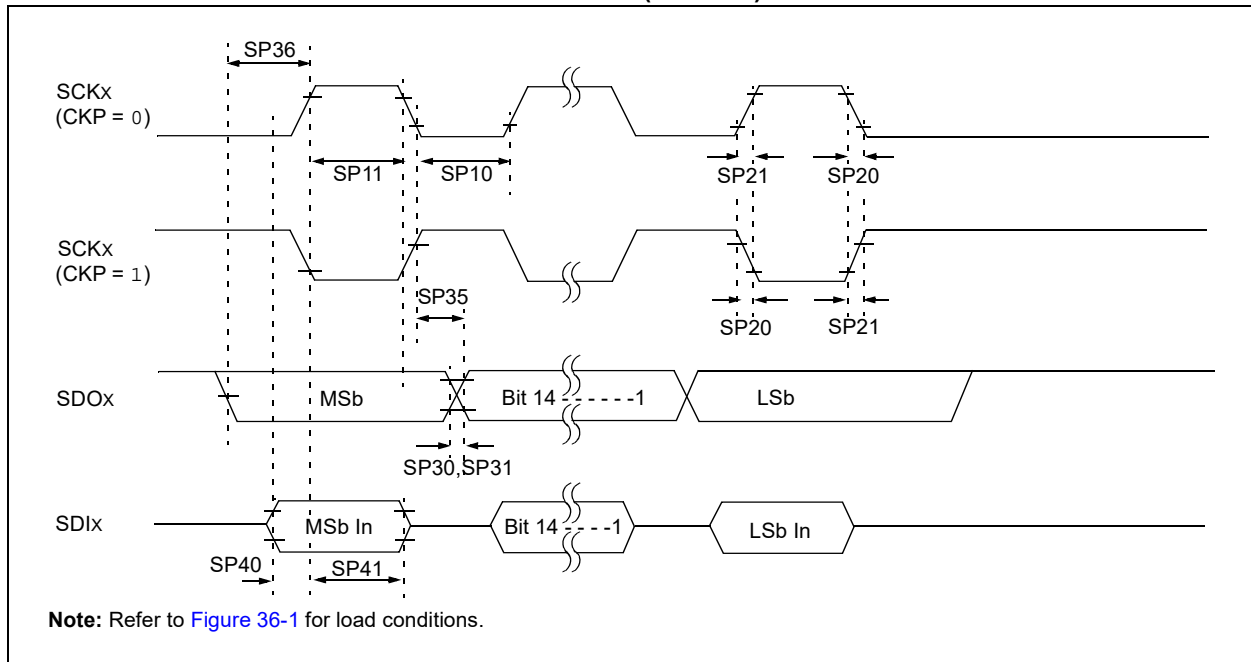 SP36
SCKx
(CKP = 0)
SP11
SP10
SP21
SP20
SCKx
(CKP = 1)
SP35
SP20
SP21
SDOx
MSb
Bit 14 - - - - - -1
LSb
SP30,SP31
SDIx
MSb In
Bit 14 - - - -1
LSb In
SP40
SP41
Note: Refer to Figure 36-1 for load conditions.